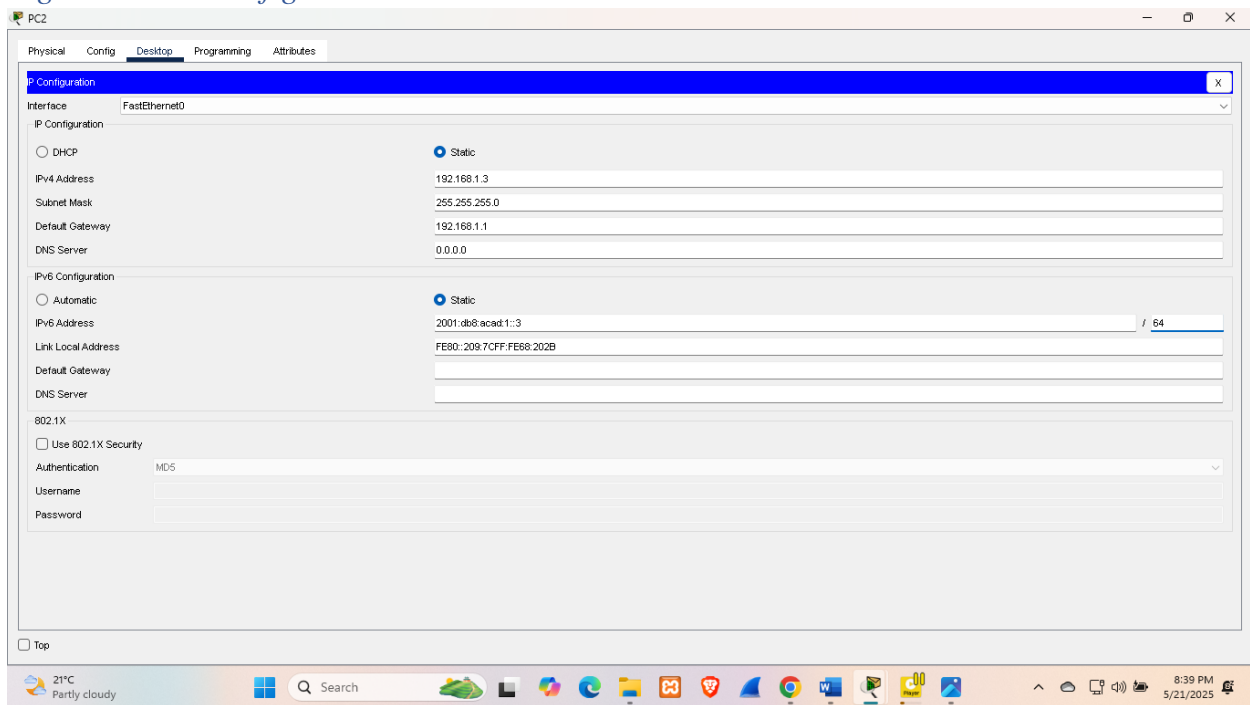 PC2
Physical Config Desktop Programming Attributes
IP Configuration X
Interface FastEthernet0
IP Configuration
DHCP Static
IPv4 Address 192.168.1.3
Subnet Mask 255.255.255.0
Default Gateway 192.168.1.1
DNS Server 0.0.0.0
IPv6 Configuration
Automatic Static
IPv6 Address 2001:db8:acad:1::3 / 64
Link Local Address FE80::209:7CFF:FE68:202B
Default Gateway
DNS Server
802.1X
Use 802.1X Security
Authentication MD5
Username
Password
Top
21°C
Partly cloudy
Search
8:39 PM
5/21/2025